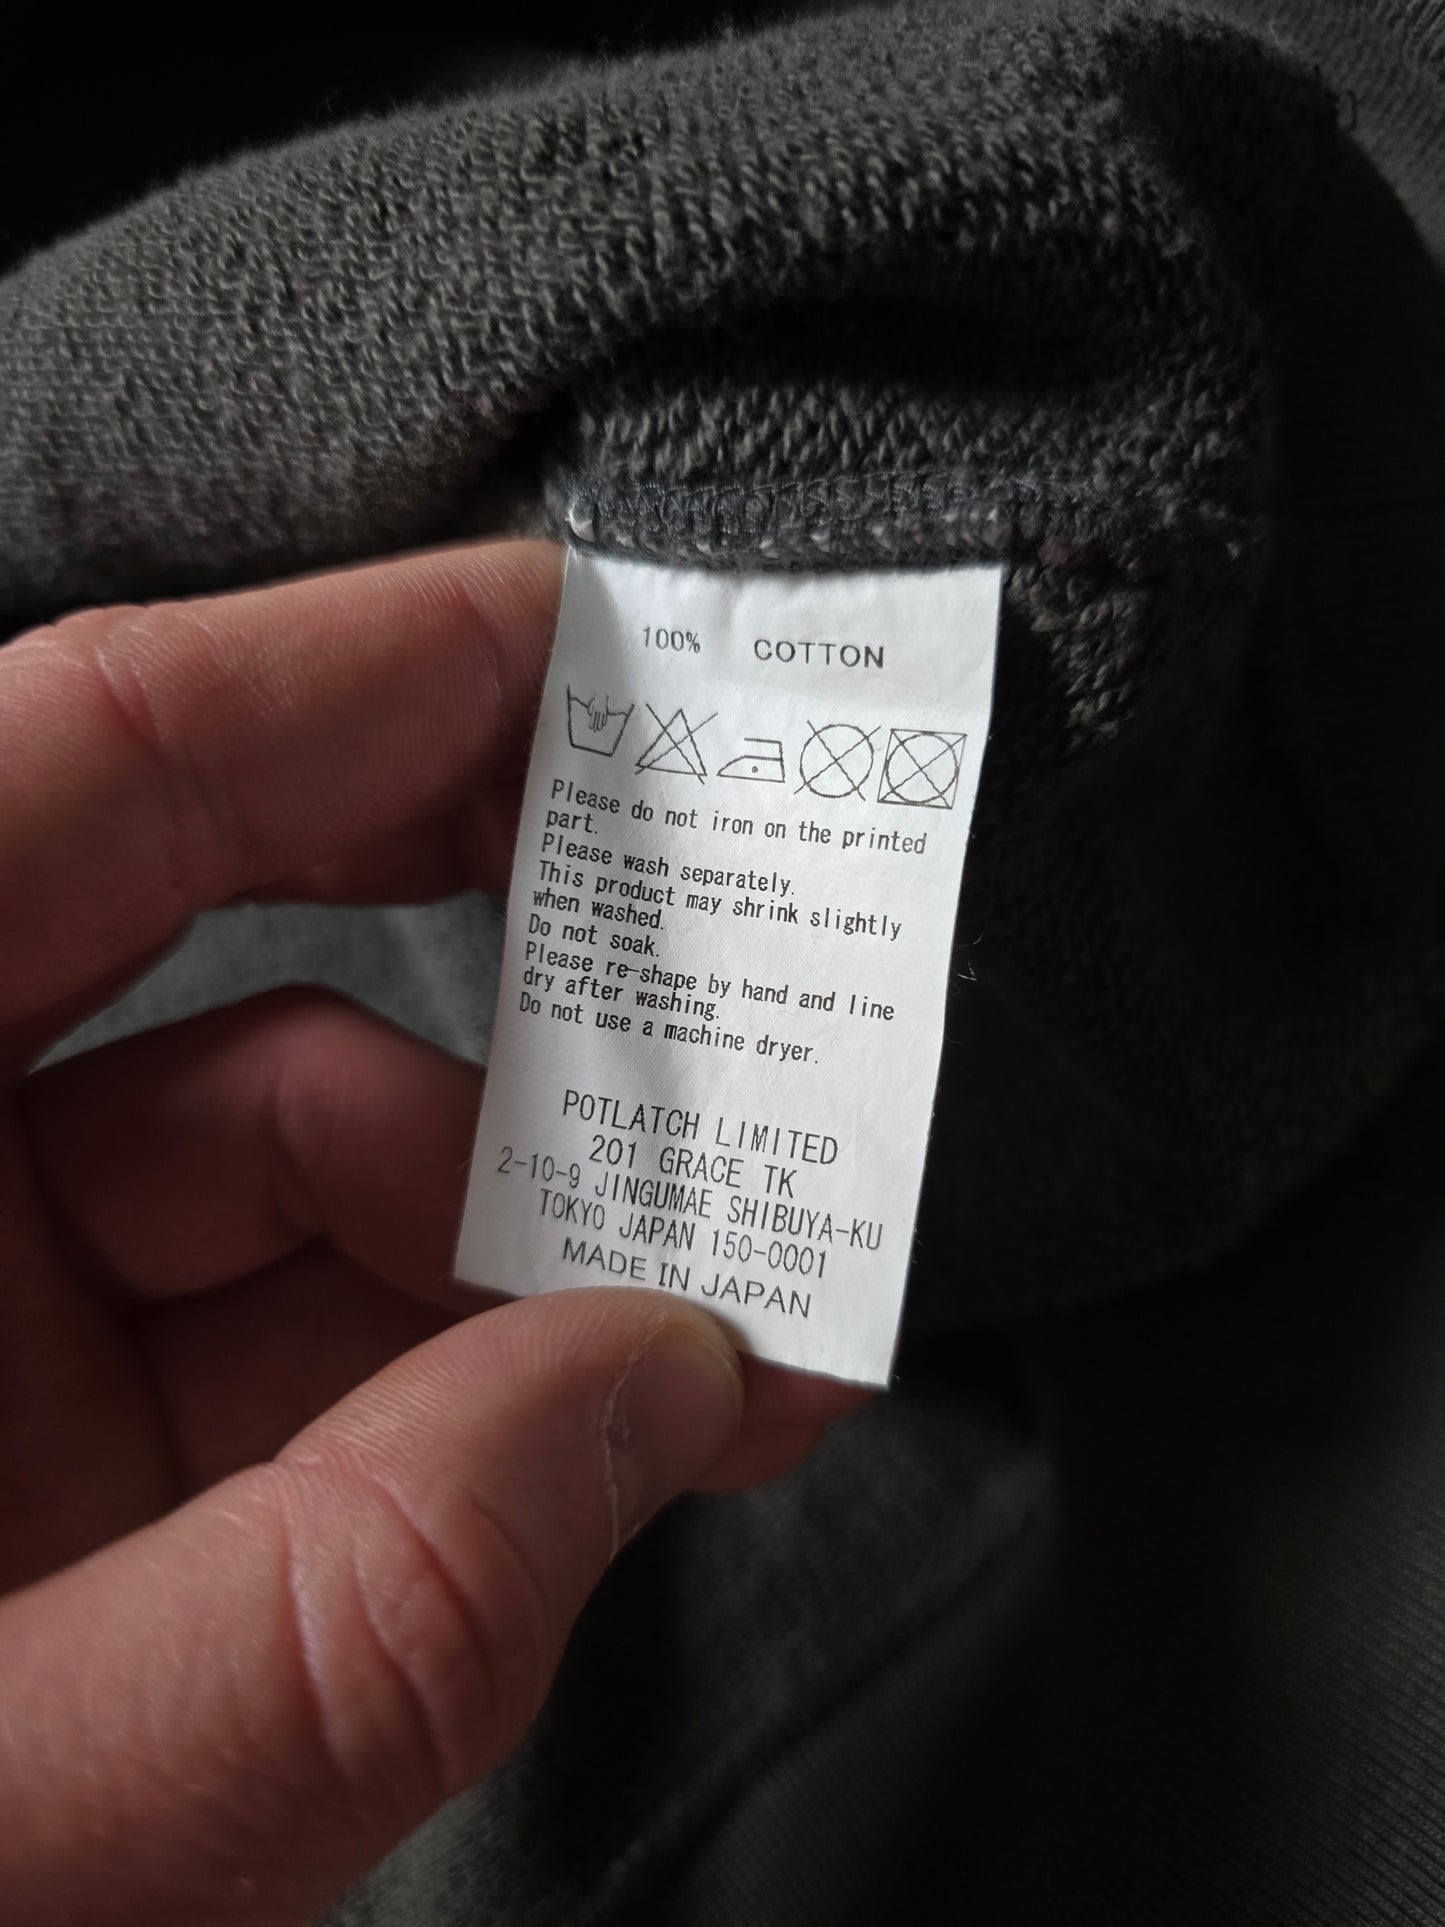 100% COTTON
Please do not iron on the printed
part.
Please wash separately.
This product may shrink slightly
when washed.
Do not soak.
Please re-shape by hand and line
dry after washing.
Do not use a machine dryer.
POTLATCH LIMITED
201 GRACE TK
2-10-9 JINGUMAE SHIBUYA-KU
TOKYO JAPAN 150-0001
MADE IN JAPAN